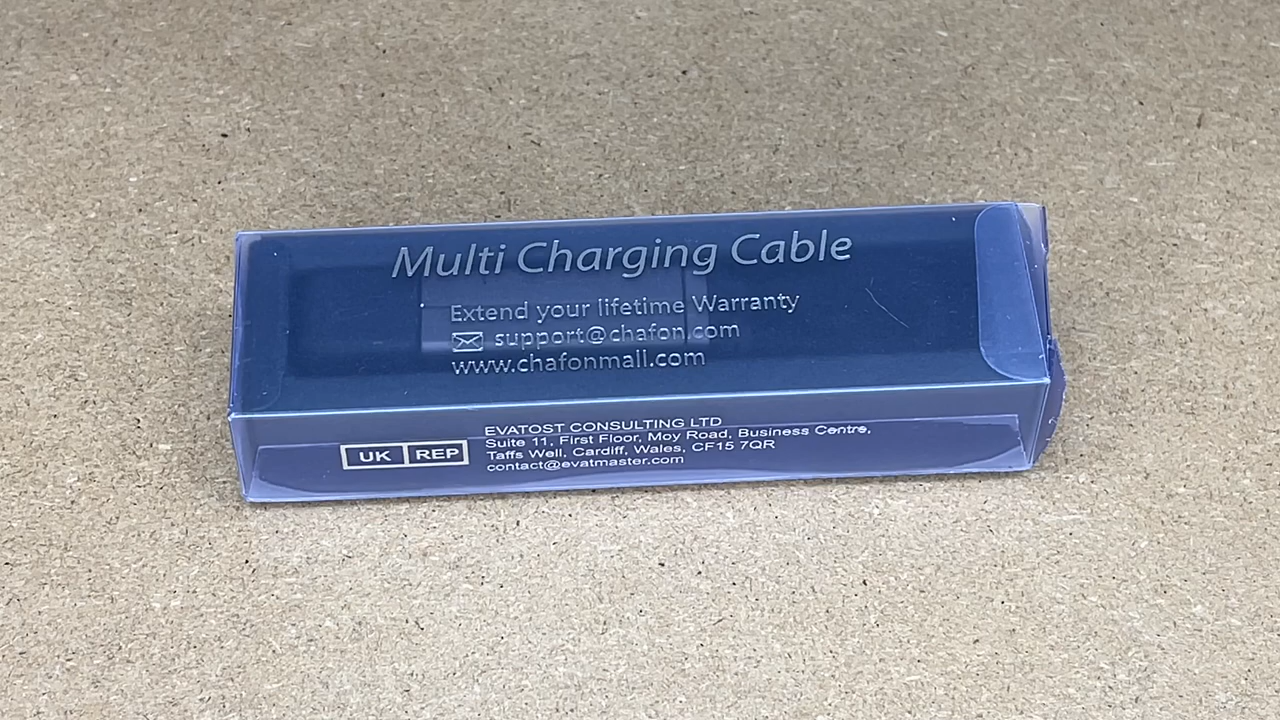 Multi Charging Cable
Extend your lifetime Warranty
support@chafon.com
www.chafonmall.com
UK REP
EVATOST CONSULTING LTD
Suite 11, First Floor, Moy Road, Business Centre,
Taffs Well, Cardiff, Wales, CF15 7QR
contact@evatmaster.com